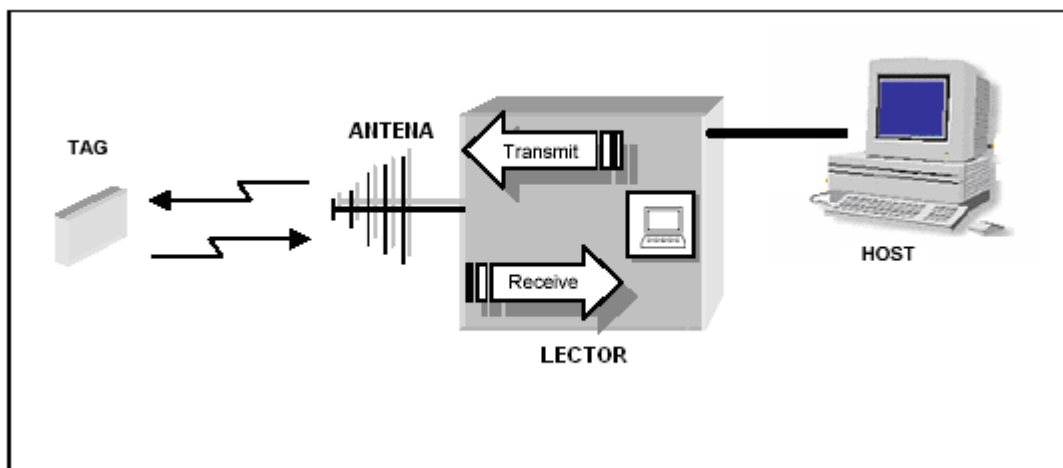 TAG
ANTENA
Transmit
Receive
LECTOR
HOST